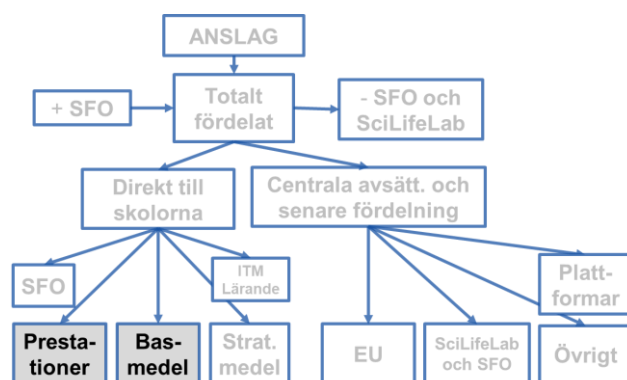 ANSLAG
+ SFO
Totalt
fördelat
- SFO och
SciLifeLab
Direkt till
skolorna
Centrala avsätt. och
senare fördelning
SFO
ITM
Lärande
Platt-
formar
Presta-
tioner
Bas-
medel
Strat.
medel
EU
SciLifeLab
och SFO
Övrigt